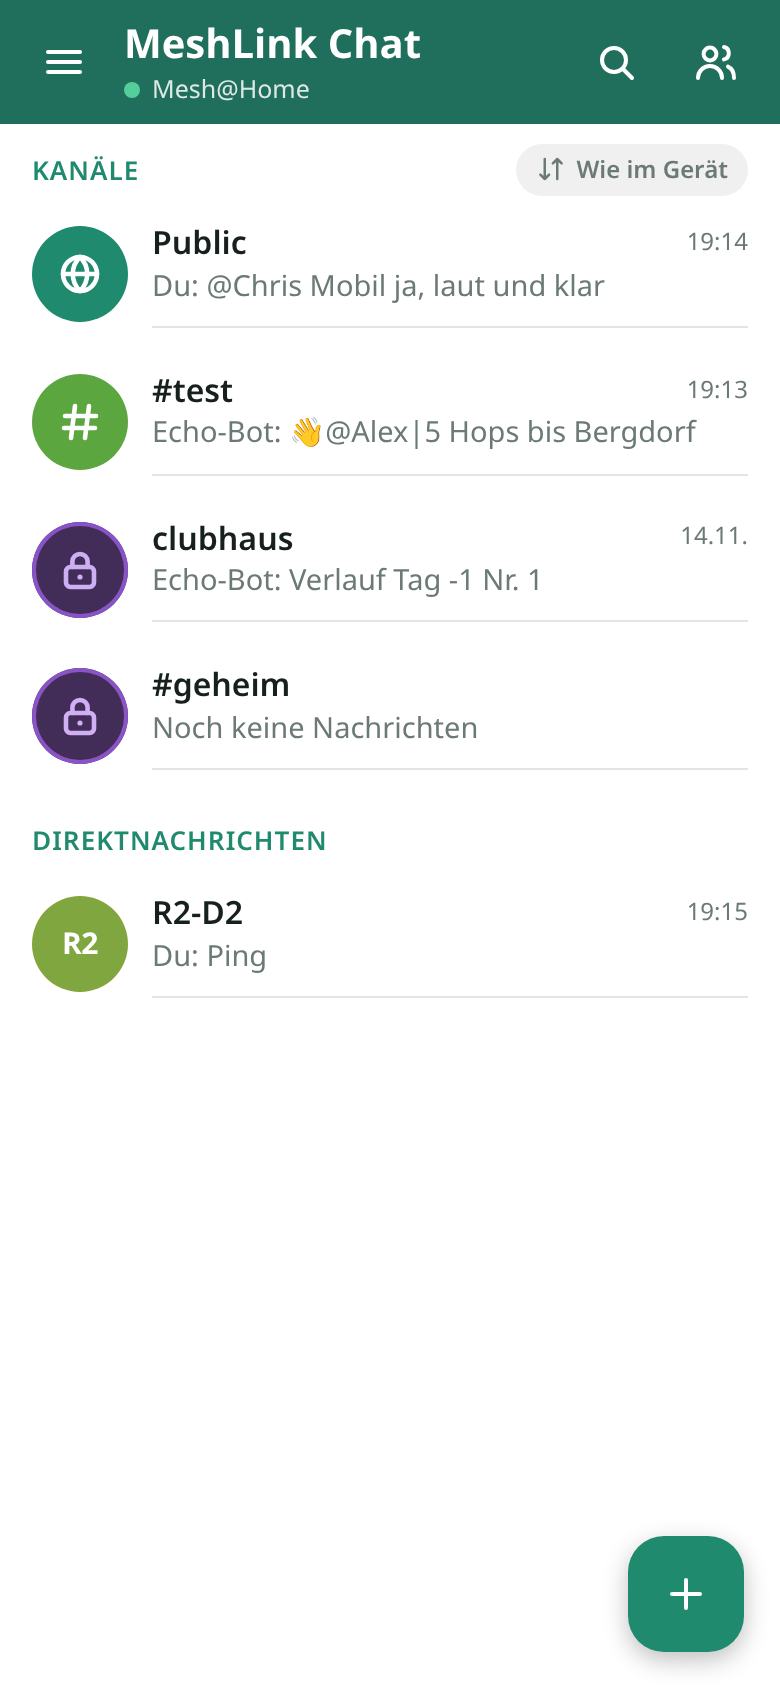 MeshLink Chat
Mesh@Home
KANÄLE
Wie im Gerät
Public
19:14
Du: @Chris Mobil ja, laut und klar
#test
19:13
Echo-Bot: 👋@Alex|5 Hops bis Bergdorf
clubhaus
14.11.
Echo-Bot: Verlauf Tag -1 Nr. 1
#geheim
Noch keine Nachrichten
DIREKTNACHRICHTEN
R2
R2-D2
19:15
Du: Ping